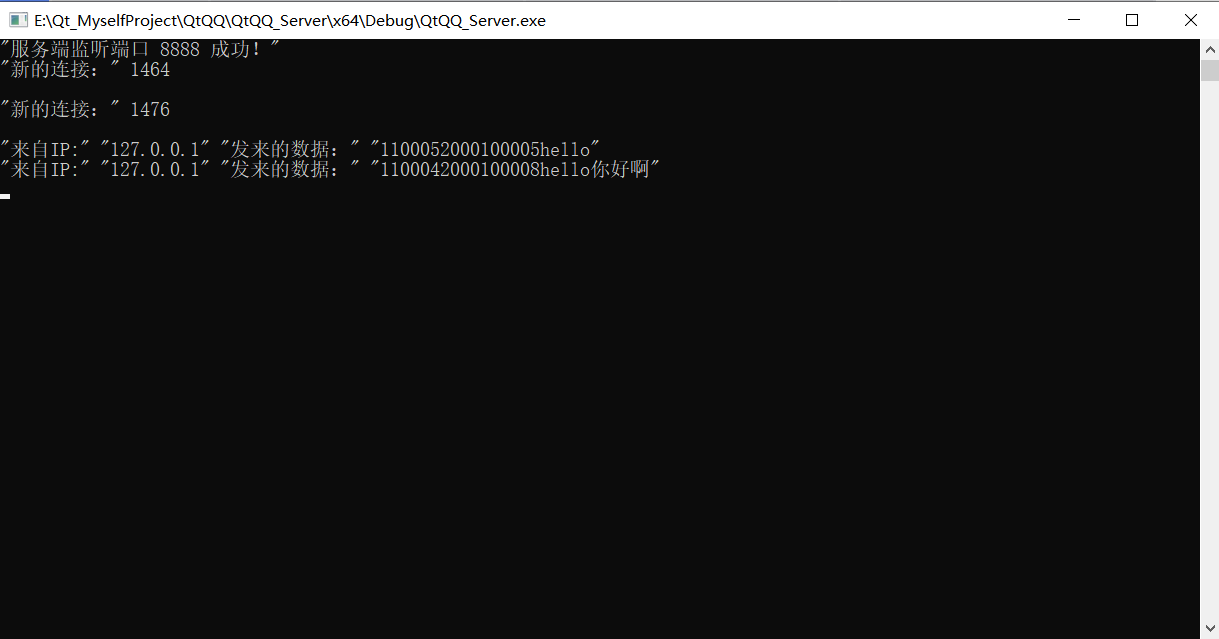 E:\Qt_MyselfProject\QtQQ\QtQQ_Server\x64\Debug\QtQQ_Server.exe
"服务端监听端口 8888 成功！"
"新的连接：" 1464
"新的连接：" 1476
"来自IP:" "127.0.0.1" "发来的数据：" "1100052000100005hello"
"来自IP:" "127.0.0.1" "发来的数据：" "1100042000100008hello你好啊"